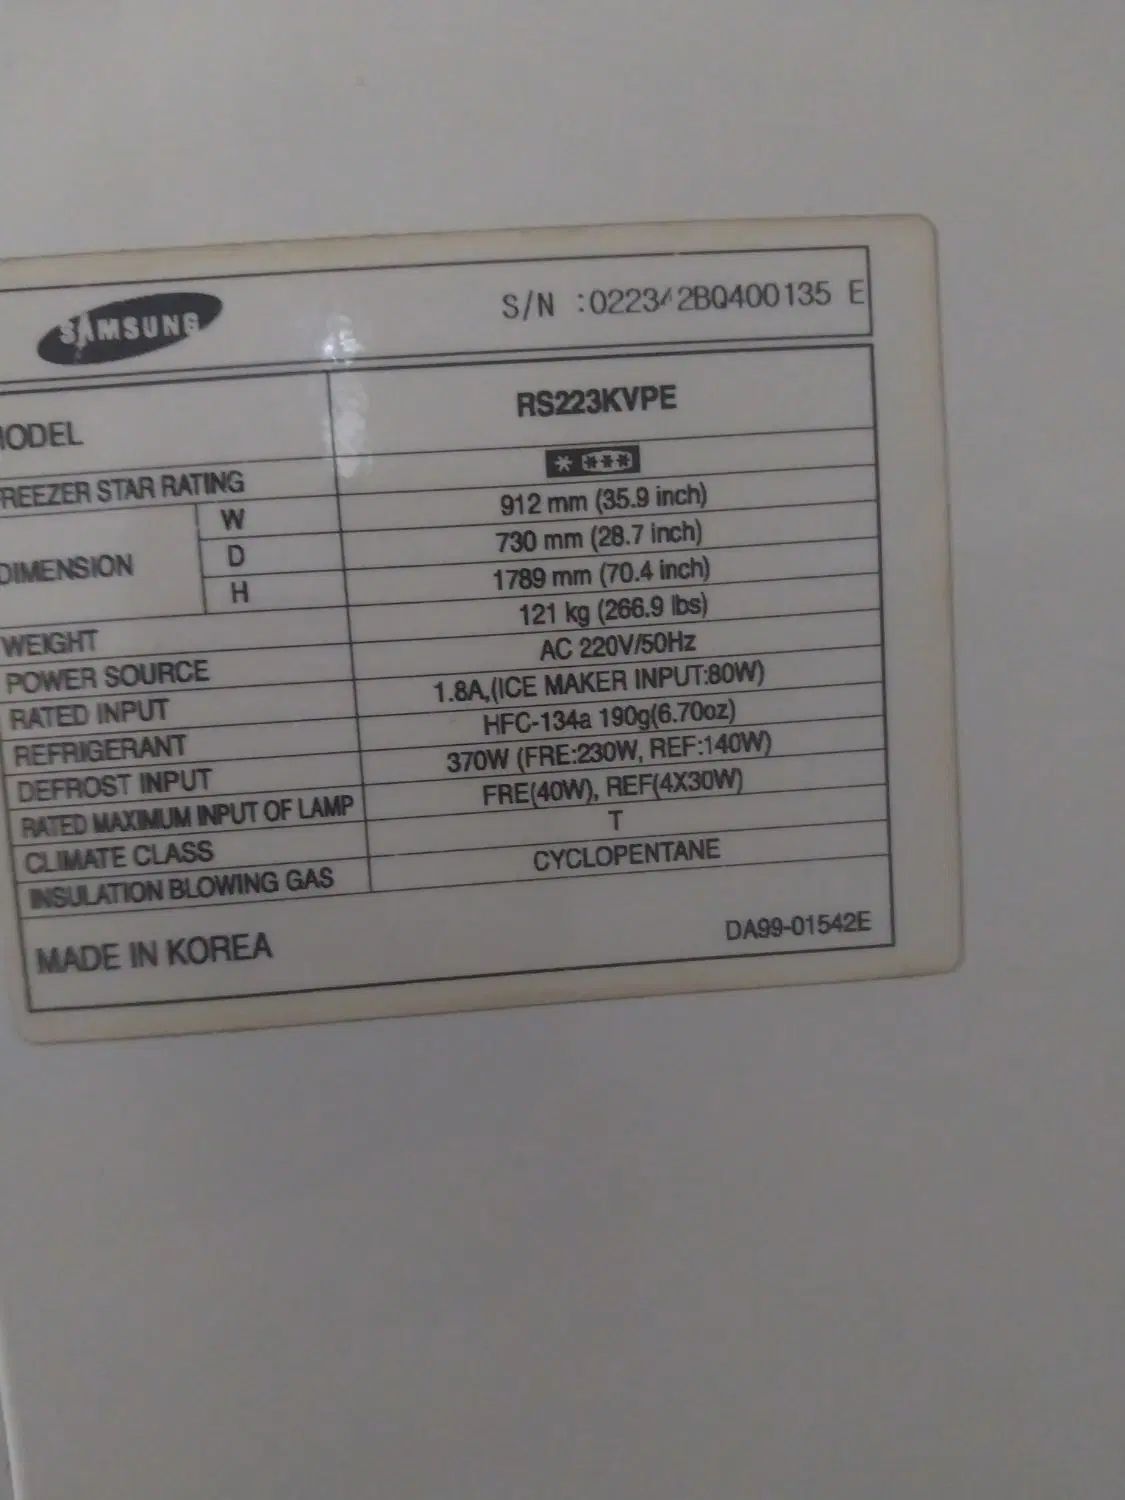 SAMSUNG S/N :022342BQ400135 E
MODEL RS223KVPE
FREEZER STAR RATING * ***
DIMENSION W 912 mm (35.9 inch)
D 730 mm (28.7 inch)
H 1789 mm (70.4 inch)
WEIGHT 121 kg (266.9 lbs)
POWER SOURCE AC 220V/50Hz
RATED INPUT 1.8A,(ICE MAKER INPUT:80W)
REFRIGERANT HFC-134a 190g(6.70oz)
DEFROST INPUT 370W (FRE:230W, REF:140W)
RATED MAXIMUM INPUT OF LAMP FRE(40W), REF(4X30W)
CLIMATE CLASS T
INSULATION BLOWING GAS CYCLOPENTANE
MADE IN KOREA DA99-01542E